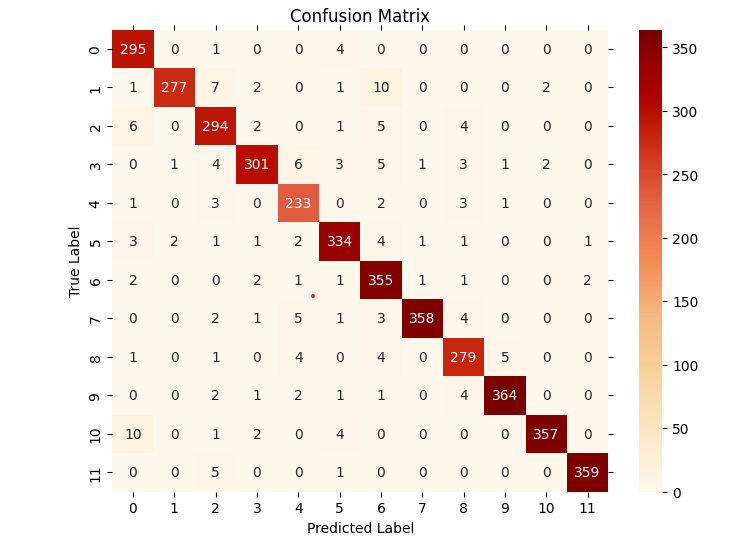 Confusion Matrix
0 295 0 1 0 0 4 0 0 0 0 0 0
1 1 277 7 2 0 1 10 0 0 0 2 0
2 6 0 294 2 0 1 5 0 4 0 0 0
3 0 1 4 301 6 3 5 1 3 1 2 0
4 1 0 3 0 233 0 2 0 3 1 0 0
5 3 2 1 1 2 334 4 1 1 0 0 1
6 2 0 0 2 1 1 355 1 1 0 0 2
7 0 0 2 1 5 1 3 358 4 0 0 0
8 1 0 1 0 4 0 4 0 279 5 0 0
9 0 0 2 1 2 1 1 0 4 364 0 0
10 10 0 1 2 0 4 0 0 0 0 357 0
11 0 0 5 0 0 1 0 0 0 0 0 359
0 1 2 3 4 5 6 7 8 9 10 11
Predicted Label
True Label
350
300
250
200
150
100
50
0